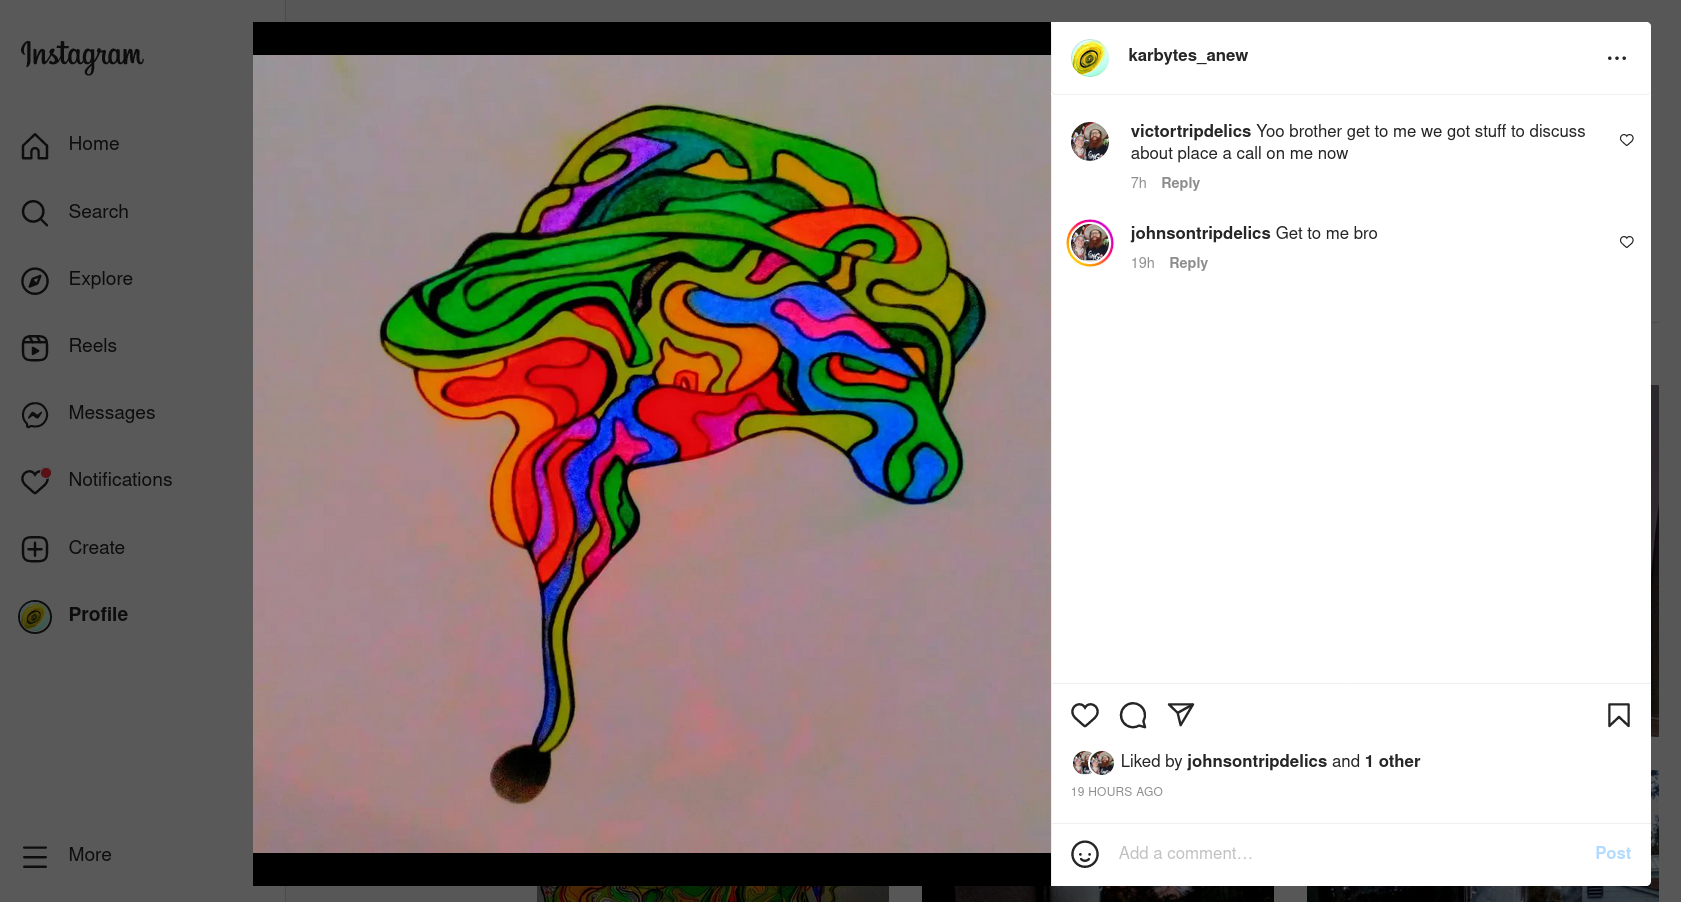 Instagram
Home
Search
Explore
Reels
Messages
Notifications
Create
Profile
More
karbytes_anew
victortripdelics Yoo brother get to me we got stuff to discuss
about place a call on me now
7h Reply
johnsontripdelics Get to me bro
19h Reply
Liked by johnsontripdelics and 1 other
19 HOURS AGO
Add a comment...
Post